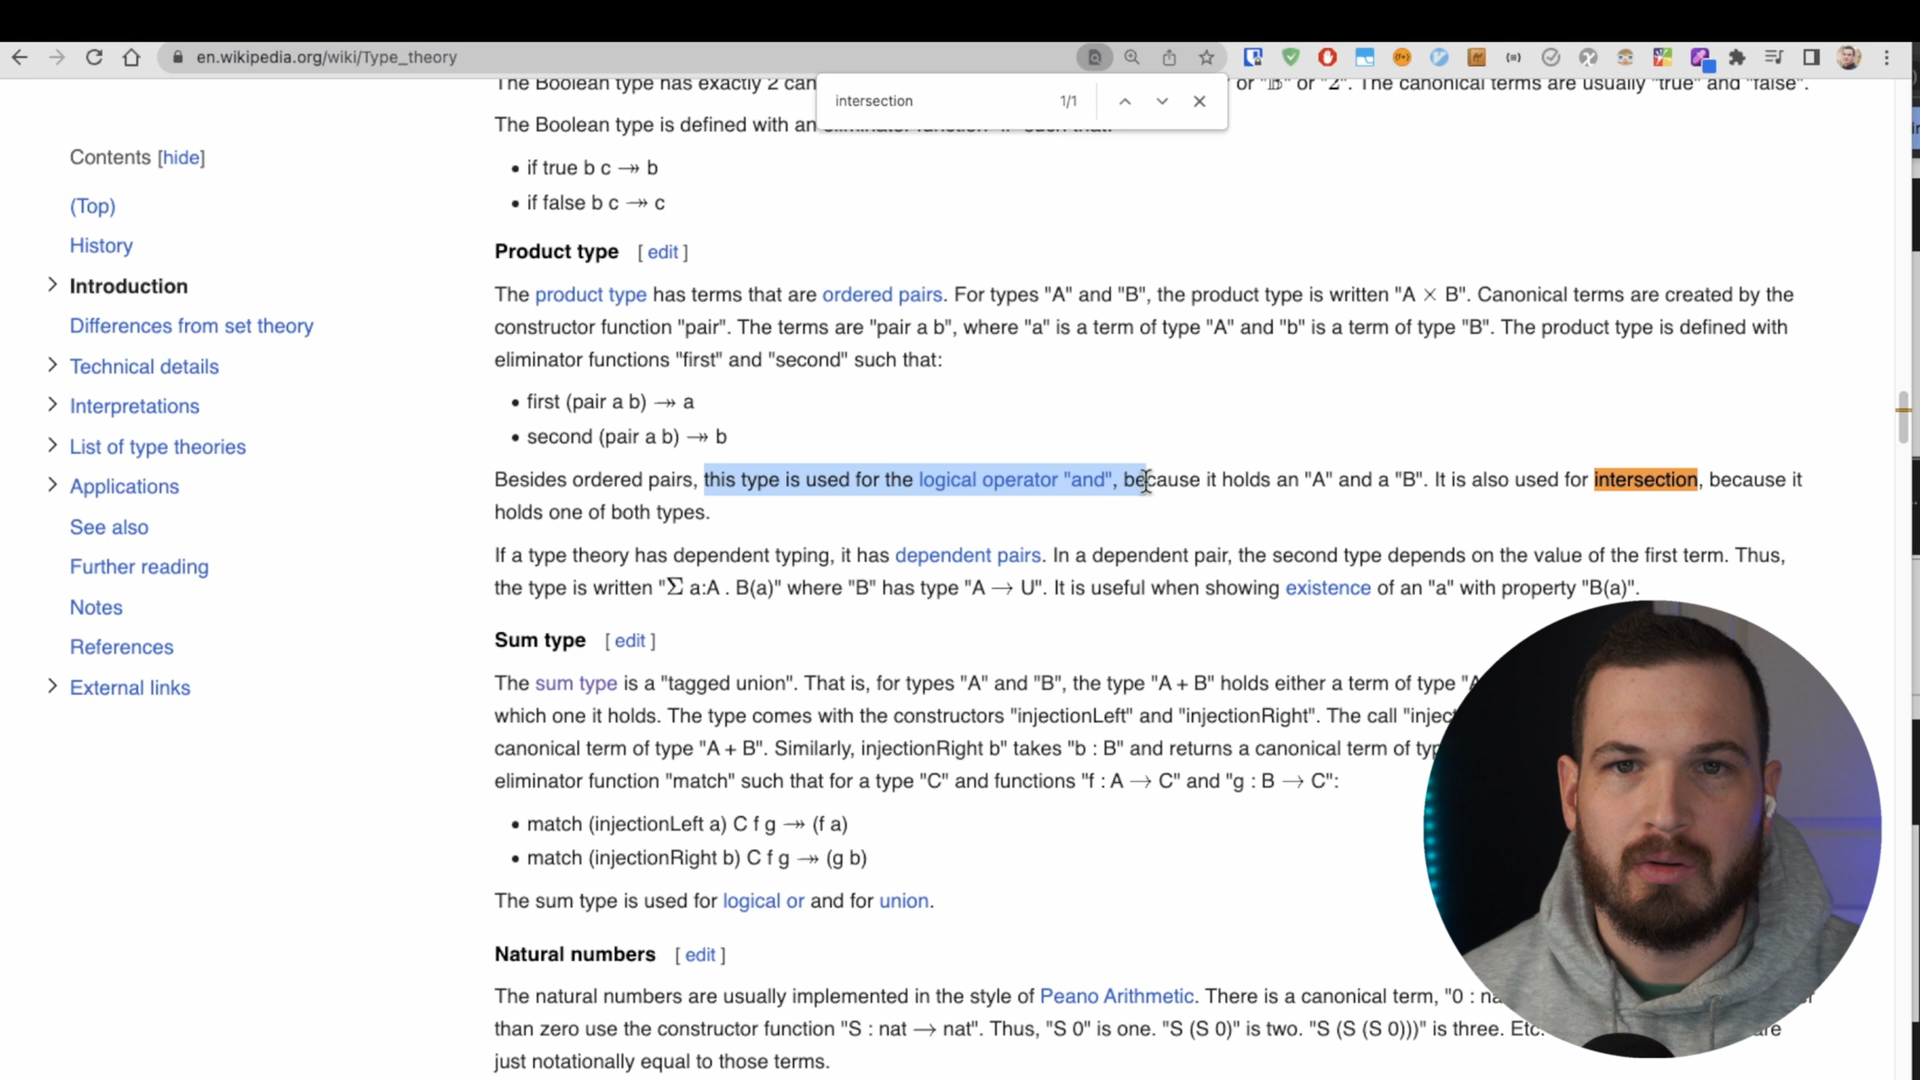 en.wikipedia.org/wiki/Type_theory
intersection 1/1
The Boolean type has exactly 2 can or "𝔹" or "2". The canonical terms are usually "true" and "false".
The Boolean type is defined with an
Contents [hide]
(Top)
History
Introduction
Differences from set theory
Technical details
Interpretations
List of type theories
Applications
See also
Further reading
Notes
References
External links
• if true b c ↠ b
• if false b c ↠ c
Product type [ edit ]
The product type has terms that are ordered pairs. For types "A" and "B", the product type is written "A × B". Canonical terms are created by the
constructor function "pair". The terms are "pair a b", where "a" is a term of type "A" and "b" is a term of type "B". The product type is defined with
eliminator functions "first" and "second" such that:
• first (pair a b) ↠ a
• second (pair a b) ↠ b
Besides ordered pairs, this type is used for the logical operator "and", because it holds an "A" and a "B". It is also used for intersection, because it
holds one of both types.
If a type theory has dependent typing, it has dependent pairs. In a dependent pair, the second type depends on the value of the first term. Thus,
the type is written "Σ a:A . B(a)" where "B" has type "A → U". It is useful when showing existence of an "a" with property "B(a)".
Sum type [ edit ]
The sum type is a "tagged union". That is, for types "A" and "B", the type "A + B" holds either a term of type "A
which one it holds. The type comes with the constructors "injectionLeft" and "injectionRight". The call "injec
canonical term of type "A + B". Similarly, injectionRight b" takes "b : B" and returns a canonical term of typ
eliminator function "match" such that for a type "C" and functions "f : A → C" and "g : B → C":
• match (injectionLeft a) C f g ↠ (f a)
• match (injectionRight b) C f g ↠ (g b)
The sum type is used for logical or and for union.
Natural numbers [ edit ]
The natural numbers are usually implemented in the style of Peano Arithmetic. There is a canonical term, "0 : na
than zero use the constructor function "S : nat → nat". Thus, "S 0" is one. "S (S 0)" is two. "S (S (S 0)))" is three. Etc. are
just notationally equal to those terms.